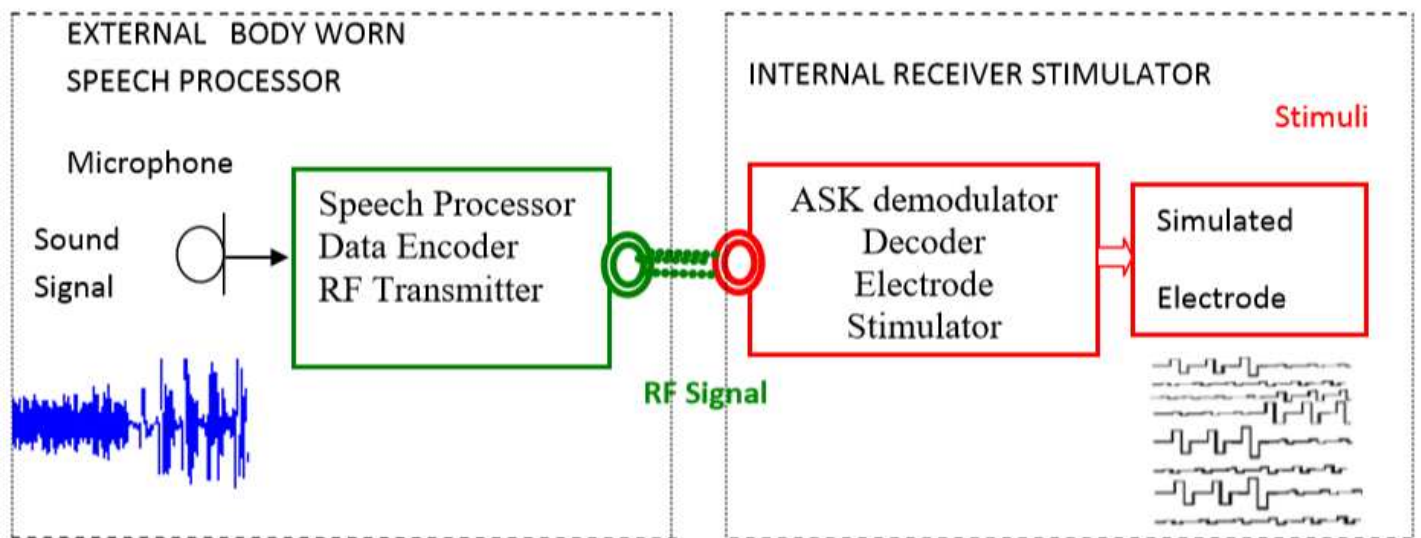 EXTERNAL BODY WORN
SPEECH PROCESSOR
Microphone
Sound
Signal
Speech Processor
Data Encoder
RF Transmitter
RF Signal
INTERNAL RECEIVER STIMULATOR
Stimuli
ASK demodulator
Decoder
Electrode
Stimulator
Simulated
Electrode